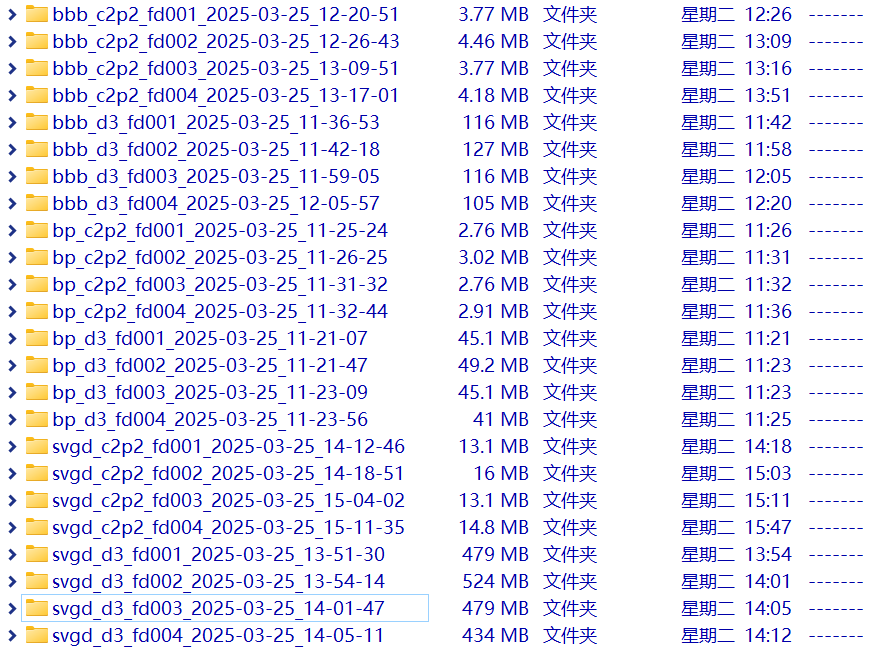 bbb_c2p2_fd001_2025-03-25_12-20-51 3.77 MB 文件夹 星期二 12:26 -------
bbb_c2p2_fd002_2025-03-25_12-26-43 4.46 MB 文件夹 星期二 13:09 -------
bbb_c2p2_fd003_2025-03-25_13-09-51 3.77 MB 文件夹 星期二 13:16 -------
bbb_c2p2_fd004_2025-03-25_13-17-01 4.18 MB 文件夹 星期二 13:51 -------
bbb_d3_fd001_2025-03-25_11-36-53 116 MB 文件夹 星期二 11:42 -------
bbb_d3_fd002_2025-03-25_11-42-18 127 MB 文件夹 星期二 11:58 -------
bbb_d3_fd003_2025-03-25_11-59-05 116 MB 文件夹 星期二 12:05 -------
bbb_d3_fd004_2025-03-25_12-05-57 105 MB 文件夹 星期二 12:20 -------
bp_c2p2_fd001_2025-03-25_11-25-24 2.76 MB 文件夹 星期二 11:26 -------
bp_c2p2_fd002_2025-03-25_11-26-25 3.02 MB 文件夹 星期二 11:31 -------
bp_c2p2_fd003_2025-03-25_11-31-32 2.76 MB 文件夹 星期二 11:32 -------
bp_c2p2_fd004_2025-03-25_11-32-44 2.91 MB 文件夹 星期二 11:36 -------
bp_d3_fd001_2025-03-25_11-21-07 45.1 MB 文件夹 星期二 11:21 -------
bp_d3_fd002_2025-03-25_11-21-47 49.2 MB 文件夹 星期二 11:23 -------
bp_d3_fd003_2025-03-25_11-23-09 45.1 MB 文件夹 星期二 11:23 -------
bp_d3_fd004_2025-03-25_11-23-56 41 MB 文件夹 星期二 11:25 -------
svgd_c2p2_fd001_2025-03-25_14-12-46 13.1 MB 文件夹 星期二 14:18 -------
svgd_c2p2_fd002_2025-03-25_14-18-51 16 MB 文件夹 星期二 15:03 -------
svgd_c2p2_fd003_2025-03-25_15-04-02 13.1 MB 文件夹 星期二 15:11 -------
svgd_c2p2_fd004_2025-03-25_15-11-35 14.8 MB 文件夹 星期二 15:47 -------
svgd_d3_fd001_2025-03-25_13-51-30 479 MB 文件夹 星期二 13:54 -------
svgd_d3_fd002_2025-03-25_13-54-14 524 MB 文件夹 星期二 14:01 -------
svgd_d3_fd003_2025-03-25_14-01-47 479 MB 文件夹 星期二 14:05 -------
svgd_d3_fd004_2025-03-25_14-05-11 434 MB 文件夹 星期二 14:12 -------